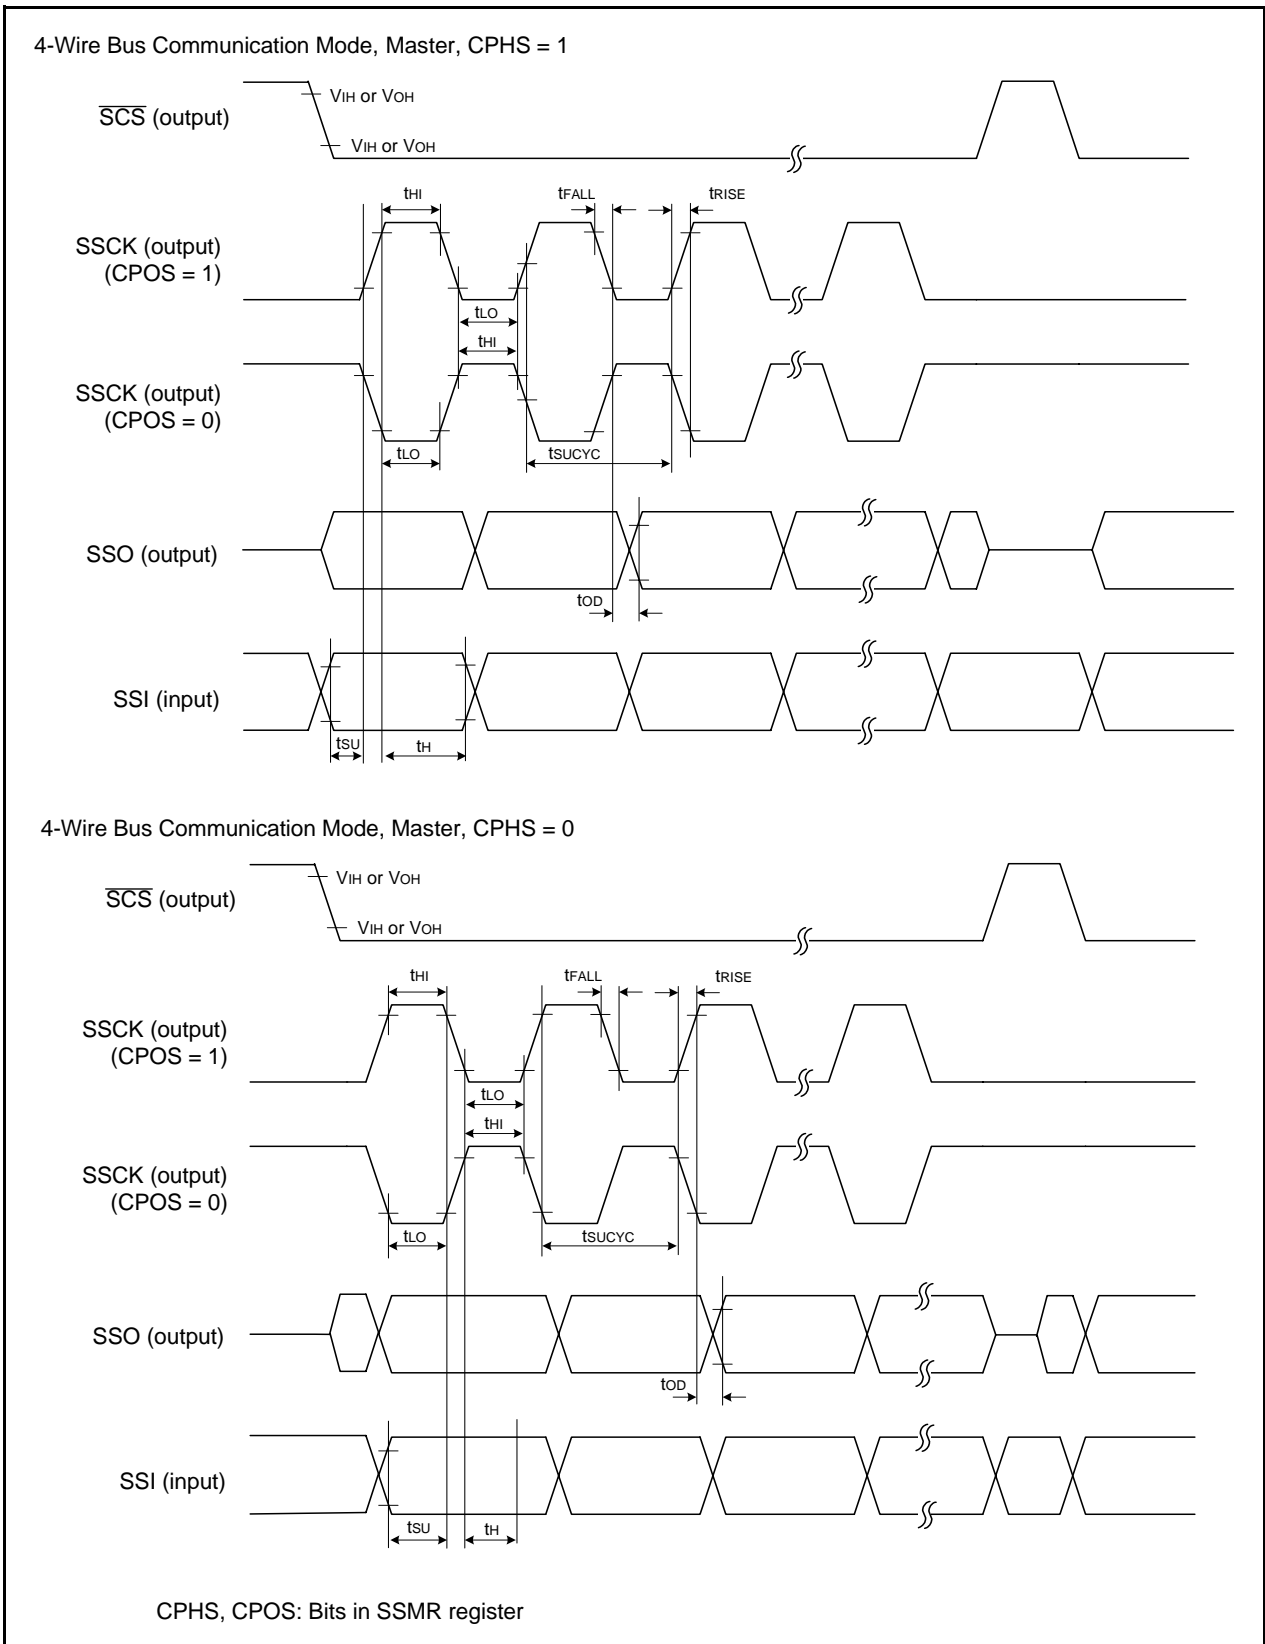 4-Wire Bus Communication Mode, Master, CPHS = 1
VIH or VOH
SCS (output)
VIH or VOH
tHI
tFALL
tRISE
SSCK (output)
(CPOS = 1)
tLO
tHI
SSCK (output)
(CPOS = 0)
tLO
tSUCYC
SSO (output)
tOD
SSI (input)
tSU
tH
4-Wire Bus Communication Mode, Master, CPHS = 0
VIH or VOH
SCS (output)
VIH or VOH
tHI
tFALL
tRISE
SSCK (output)
(CPOS = 1)
tLO
tHI
SSCK (output)
(CPOS = 0)
tLO
tSUCYC
SSO (output)
tOD
SSI (input)
tSU
tH
CPHS, CPOS: Bits in SSMR register